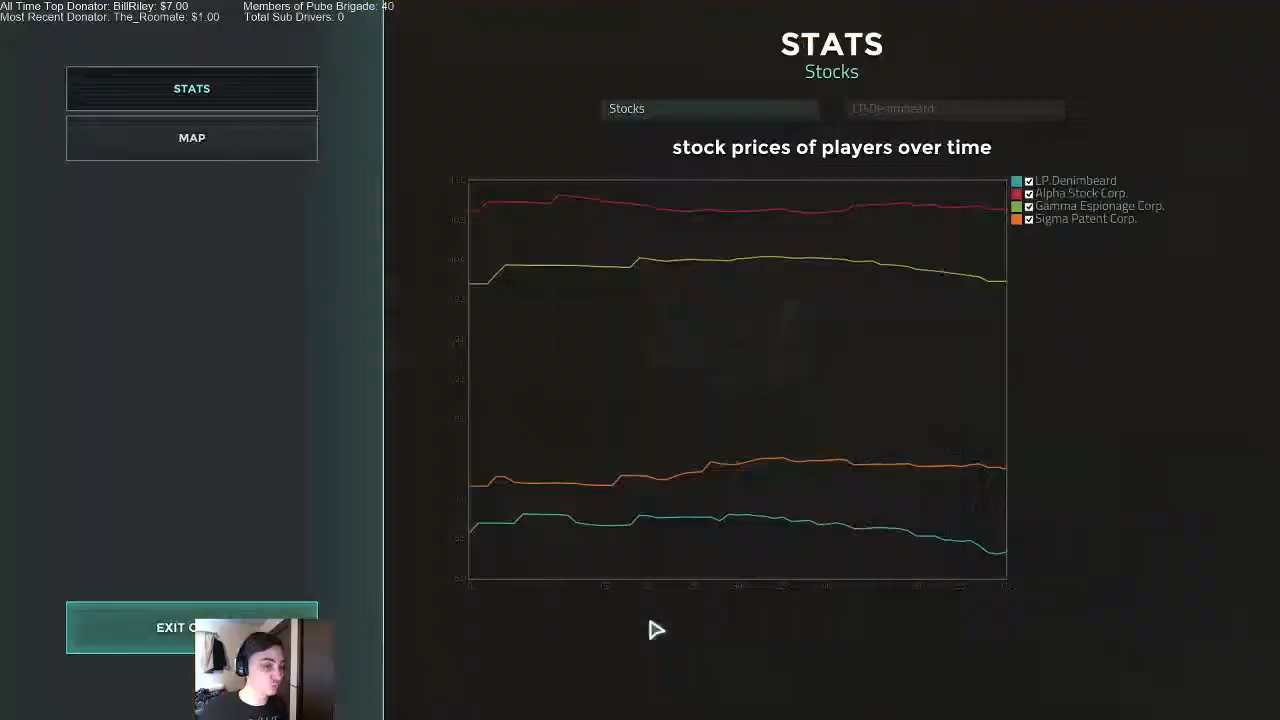 All Time Top Donator: BillRiley: $7.00
Members of Pube Brigade: 40
Most Recent Donator: The_Roomate: $1.00
Total Sub Drivers: 0
STATS
MAP
EXIT
STATS
Stocks
Stocks
LP.Denimbeard
stock prices of players over time
LP.Denimbeard
Alpha Stock Corp.
Gamma Espionage Corp.
Sigma Patent Corp.